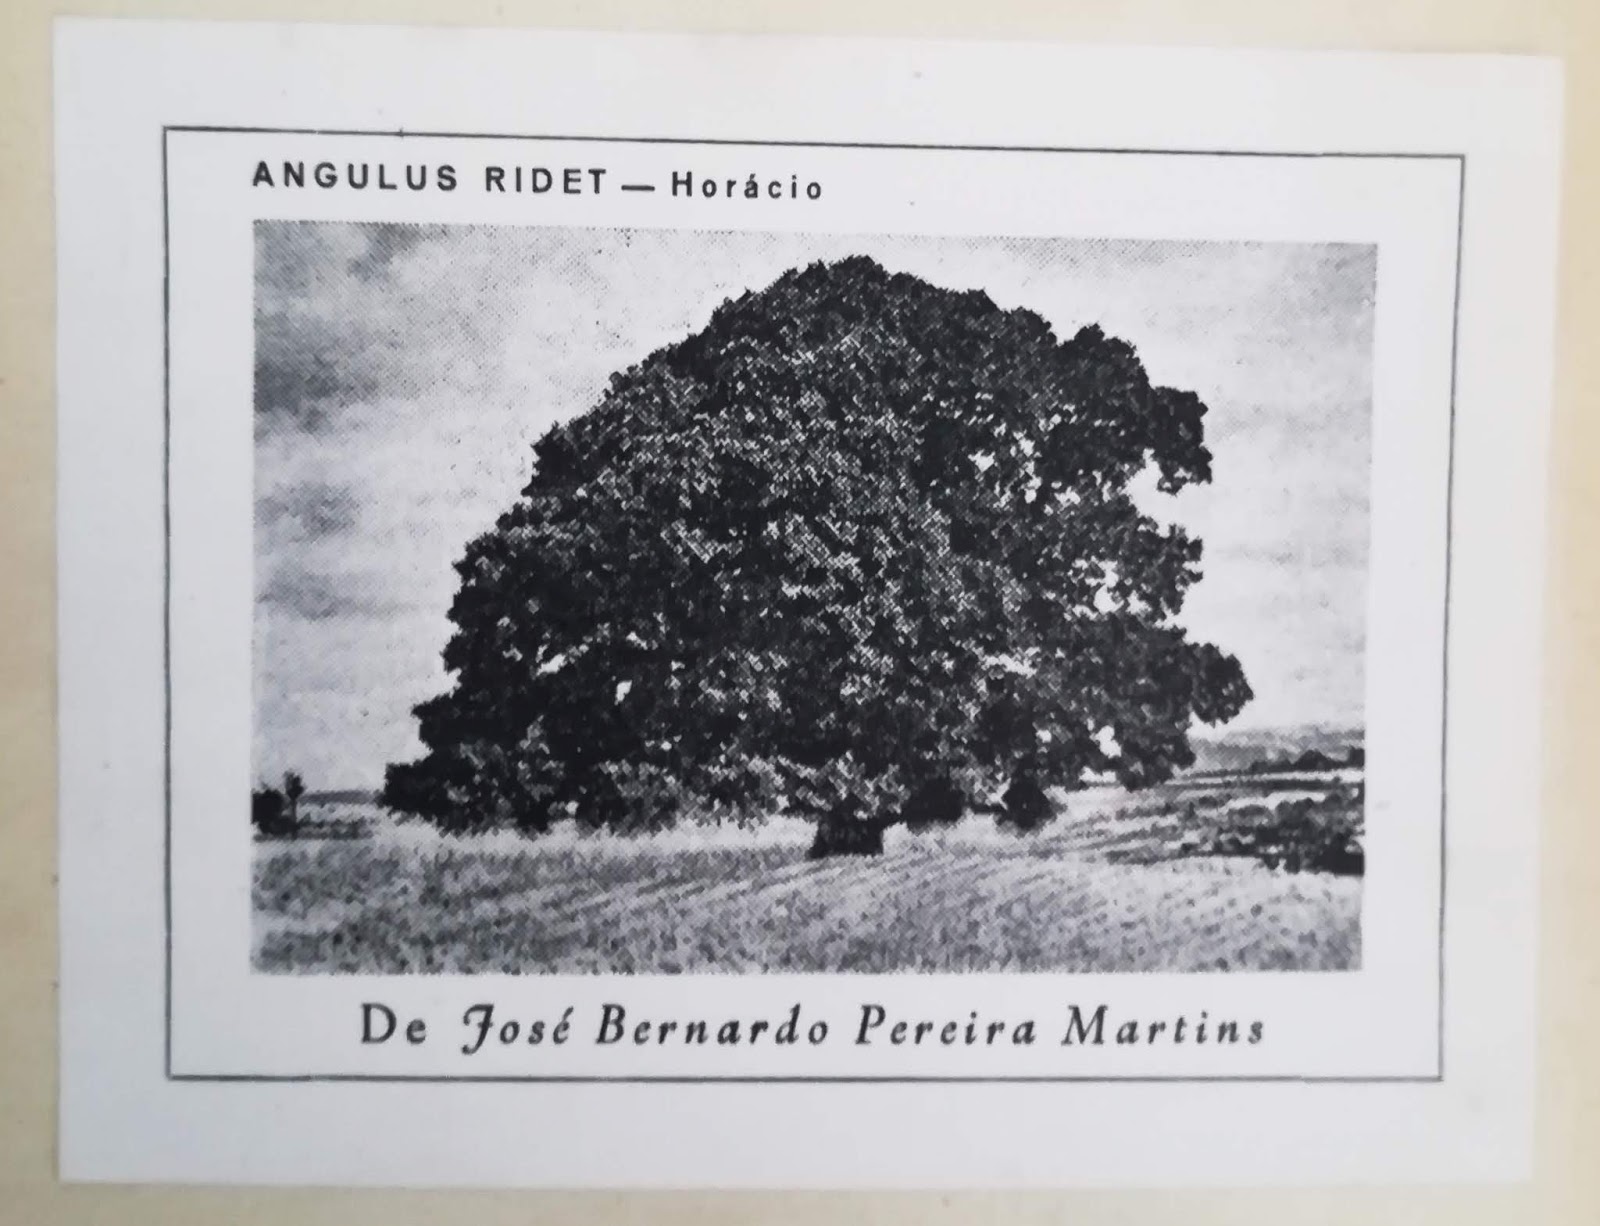 ANGULUS RIDET — Horácio
De José Bernardo Pereira Martins